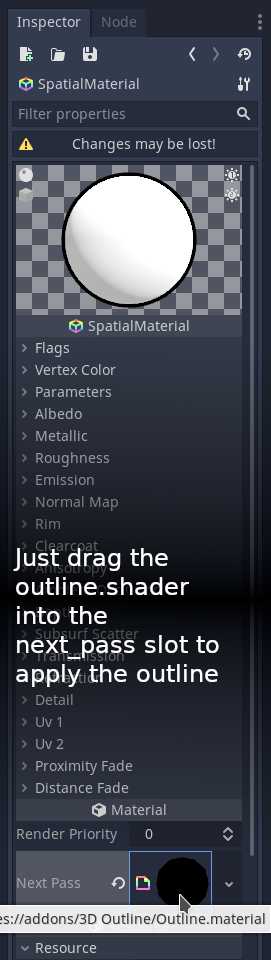 Inspector
Node
SpatialMaterial
Filter properties
Changes may be lost!
SpatialMaterial
Flags
Vertex Color
Parameters
Albedo
Metallic
Roughness
Emission
Normal Map
Rim
Clearcoat
Anisotropy
Just drag the
outline.shader
into the
next_pass slot to
apply the outline
Subsurf Scatter
Transmission
Refraction
Detail
Uv 1
Uv 2
Proximity Fade
Distance Fade
Material
Render Priority 0
Next Pass
es://addons/3D Outline/Outline.material
Resource